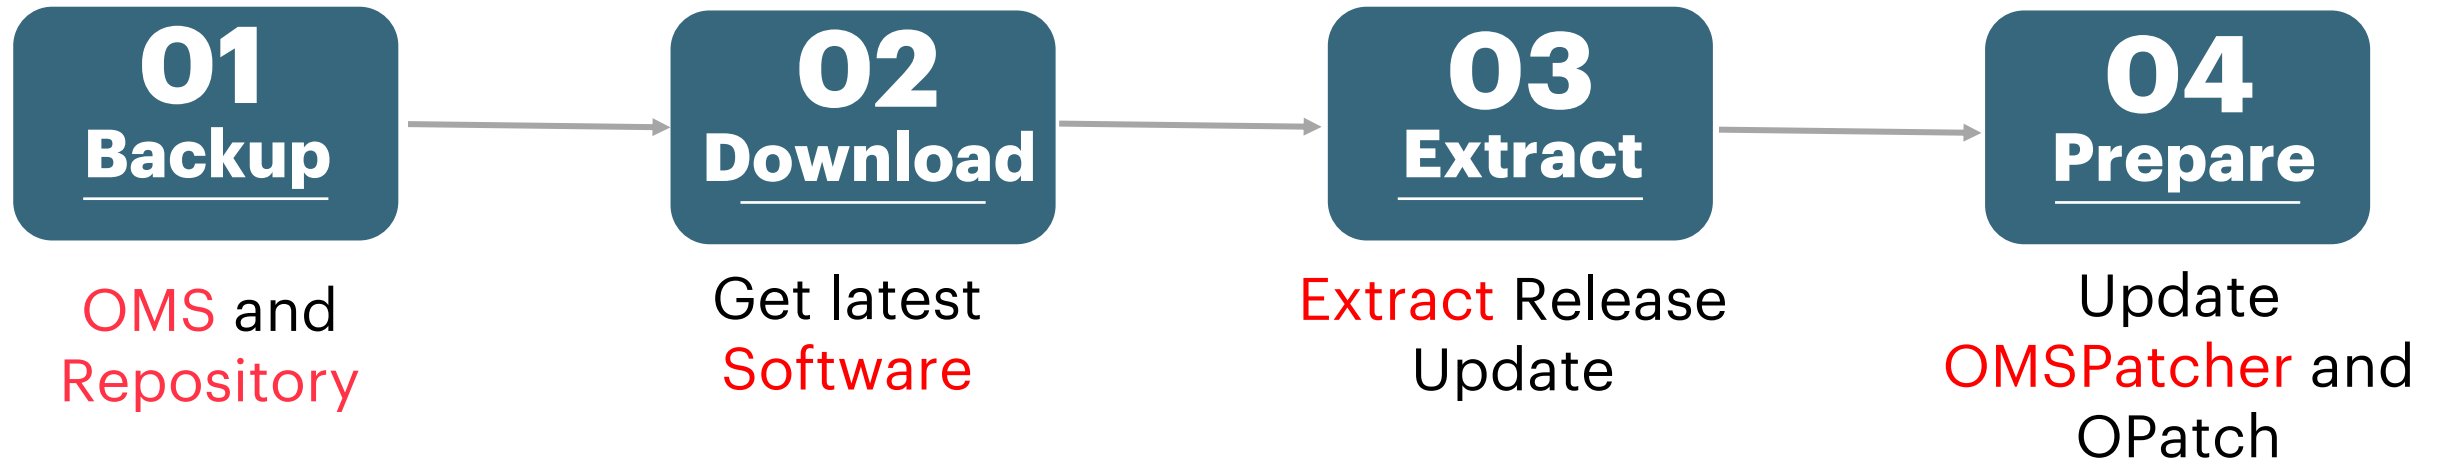 01
Backup
OMS and
Repository
02
Download
Get latest
Software
03
Extract
Extract Release
Update
04
Prepare
Update
OMSPatcher and
OPatch